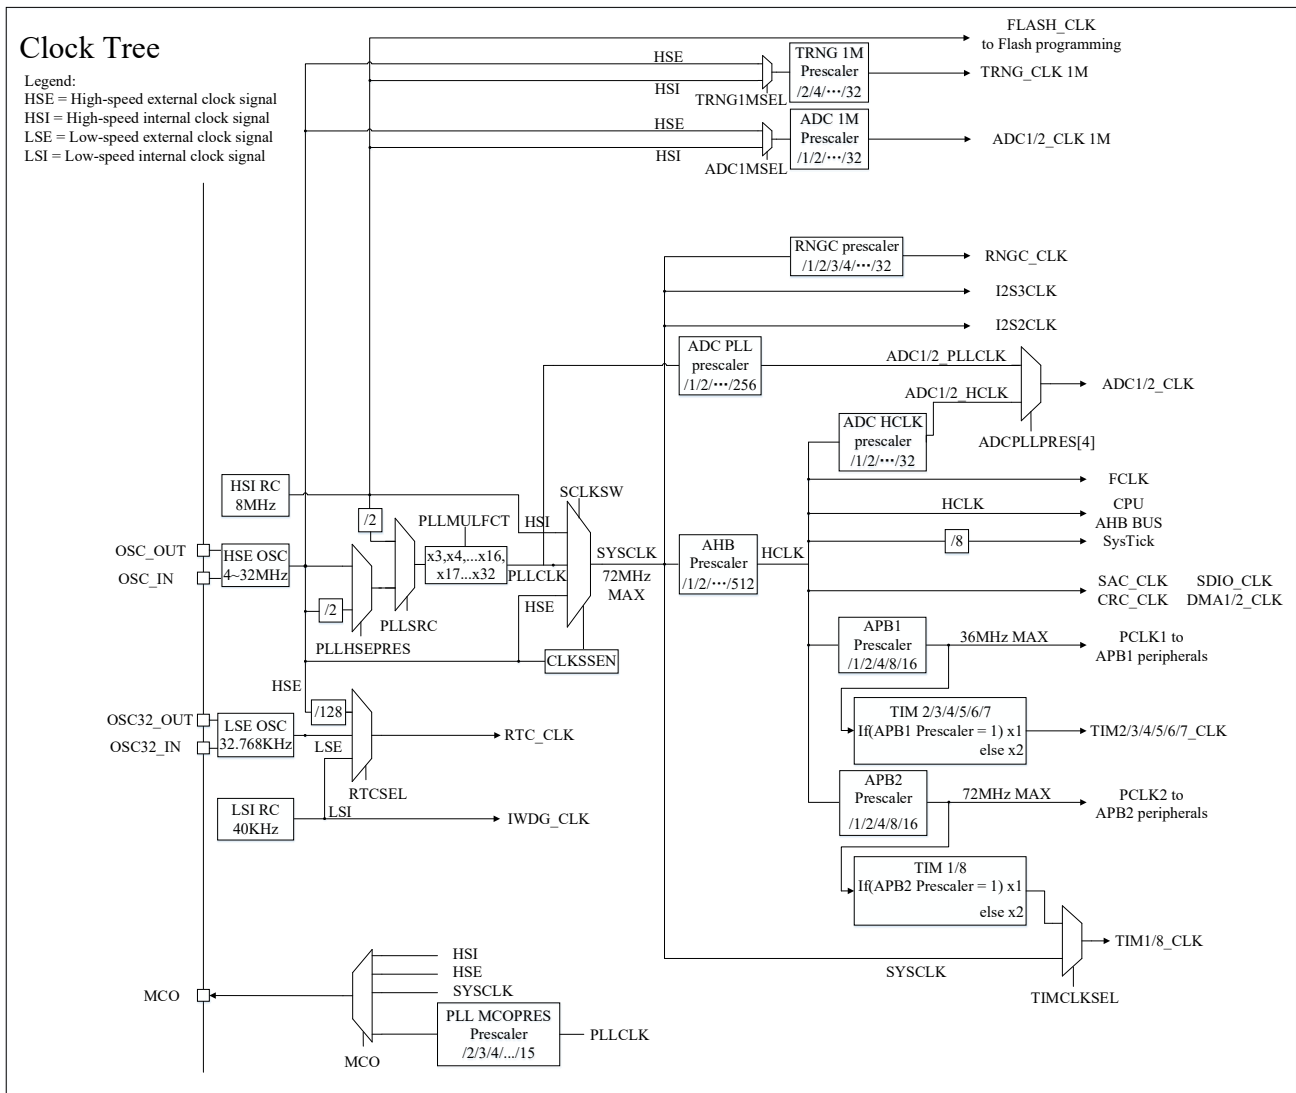 Clock Tree
Legend:
HSE = High-speed external clock signal
HSI = High-speed internal clock signal
LSE = Low-speed external clock signal
LSI = Low-speed internal clock signal
FLASH_CLK
to Flash programming
HSE
HSI
TRNG1MSEL
TRNG 1M
Prescaler
/2/4/···/32
TRNG_CLK 1M
HSE
HSI
ADC1MSEL
ADC 1M
Prescaler
/1/2/···/32
ADC1/2_CLK 1M
RNGC prescaler
/1/2/3/4/···/32
RNGC_CLK
I2S3CLK
I2S2CLK
ADC PLL
prescaler
/1/2/···/256
ADC1/2_PLLCLK
ADC1/2_HCLK
ADC1/2_CLK
ADC HCLK
prescaler
/1/2/···/32
ADCPLLPRES[4]
HSI RC
8MHz
/2
PLLMULFCT
SCLKSW
HSI
FCLK
HCLK
CPU
AHB BUS
OSC_OUT
OSC_IN
HSE OSC
4~32MHz
x3,x4,...x16,
x17...x32
PLLCLK
HSE
SYSCLK
72MHz
MAX
AHB
Prescaler
/1/2/···/512
HCLK
/8
SysTick
/2
PLLSRC
PLLHSEPRES
CLKSSEN
SAC_CLK
SDIO_CLK
CRC_CLK
DMA1/2_CLK
APB1
Prescaler
/1/2/4/8/16
36MHz MAX
PCLK1 to
APB1 peripherals
HSE
/128
OSC32_OUT
OSC32_IN
LSE OSC
32.768KHz
LSE
RTC_CLK
RTCSEL
TIM 2/3/4/5/6/7
If(APB1 Prescaler = 1) x1
else x2
TIM2/3/4/5/6/7_CLK
LSI RC
40KHz
LSI
IWDG_CLK
APB2
Prescaler
/1/2/4/8/16
72MHz MAX
PCLK2 to
APB2 peripherals
TIM 1/8
If(APB2 Prescaler = 1) x1
else x2
TIM1/8_CLK
SYSCLK
TIMCLKSEL
MCO
HSI
HSE
SYSCLK
PLL MCOPRES
Prescaler
/2/3/4/.../15
PLLCLK
MCO